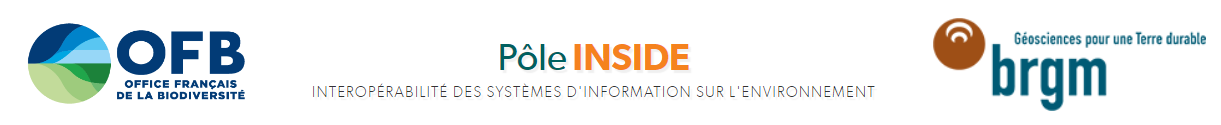 OFB
OFFICE FRANÇAIS
DE LA BIODIVERSITÉ
Pôle INSIDE
INTEROPÉRABILITÉ DES SYSTÈMES D'INFORMATION SUR L'ENVIRONNEMENT
Géosciences pour une Terre durable
brgm